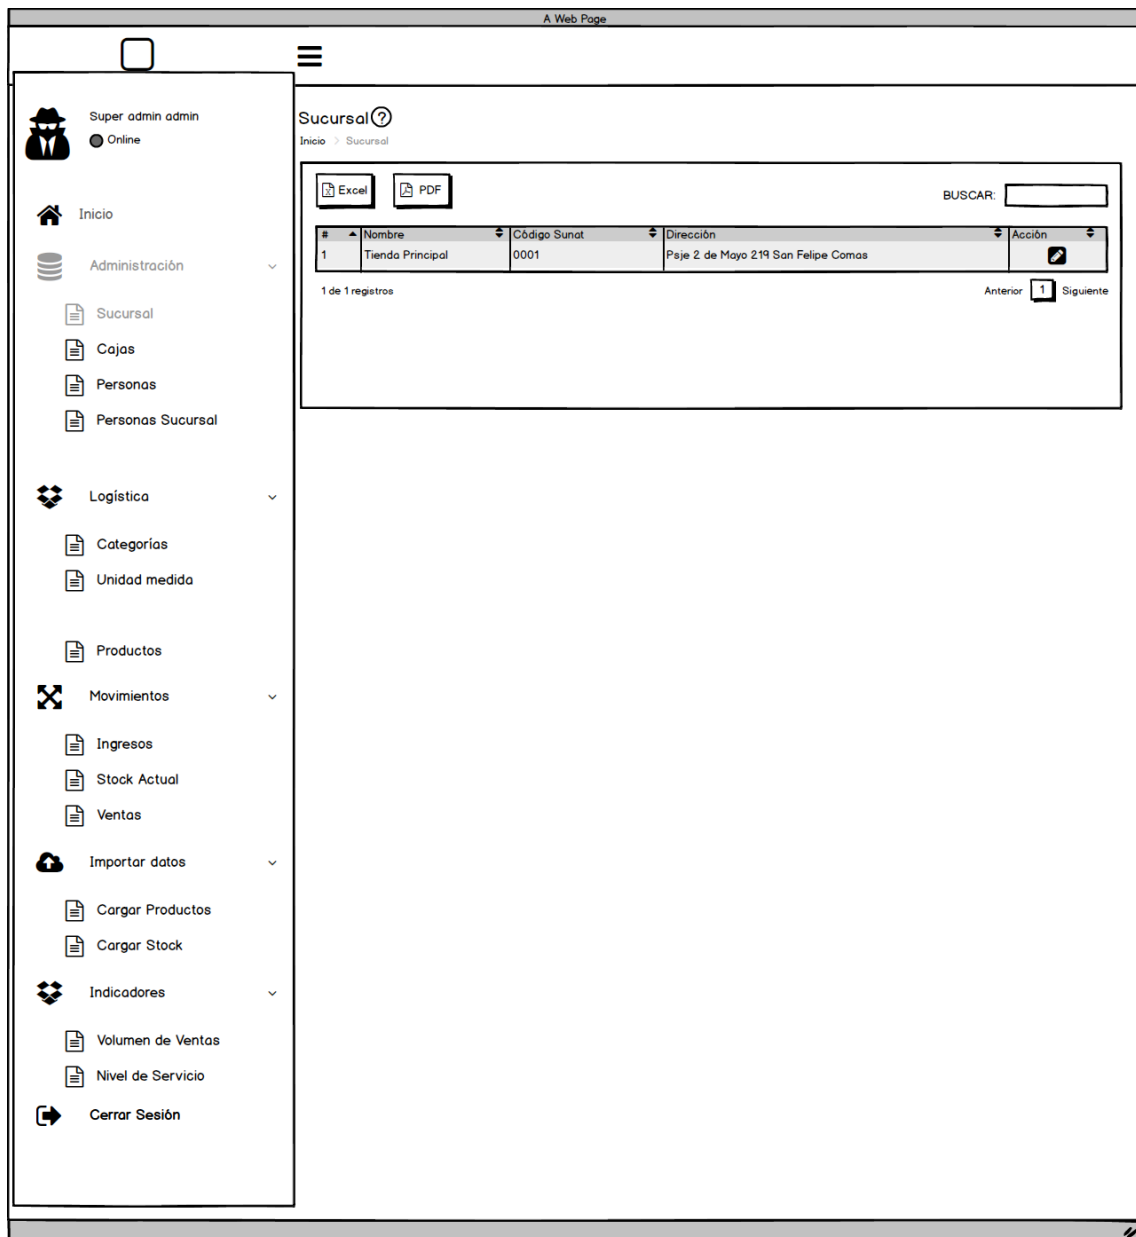 A Web Page
Super admin admin
Online
Inicio
Administración
Sucursal
Cajas
Personas
Personas Sucursal
Logística
Categorías
Unidad medida
Productos
Movimientos
Ingresos
Stock Actual
Ventas
Importar datos
Cargar Productos
Cargar Stock
Indicadores
Volumen de Ventas
Nivel de Servicio
Cerrar Sesión
Sucursal ?
Inicio > Sucursal
Excel PDF BUSCAR:
# Nombre Código Sunat Dirección Acción
1 Tienda Principal 0001 Psje 2 de Mayo 219 San Felipe Comas
1 de 1 registros Anterior 1 Siguiente